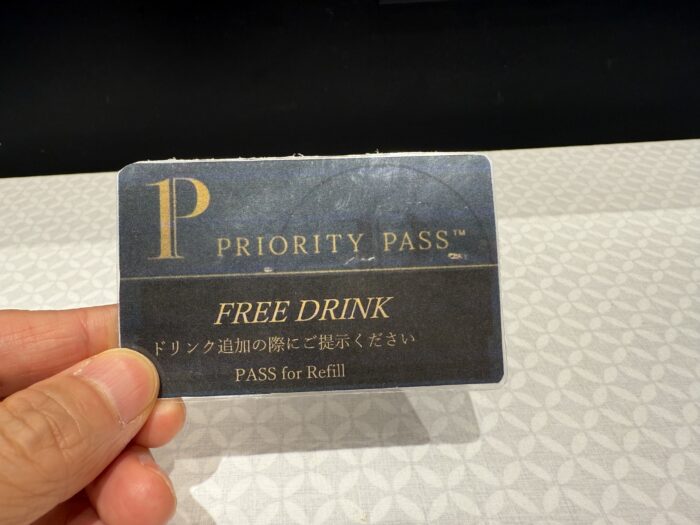 P
PRIORITY PASS™
FREE DRINK
ドリンク追加の際にご提示ください
PASS for Refill